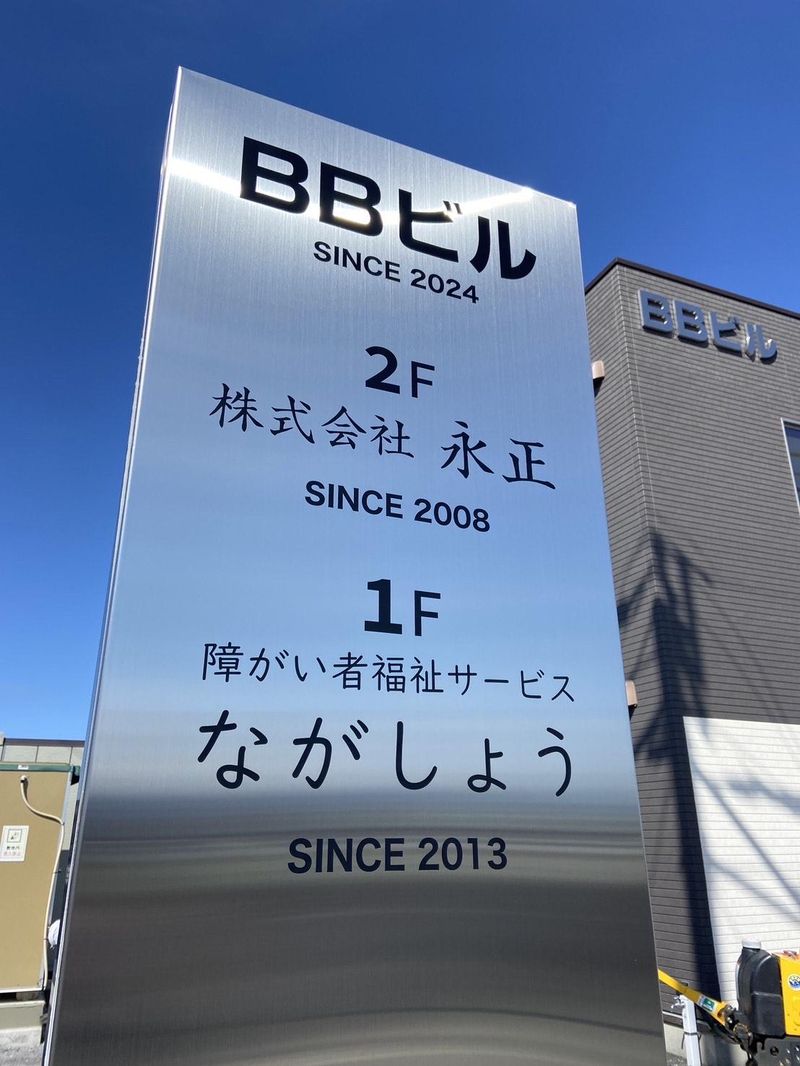 BBビル
SINCE 2024
2F
株式会社 永正
SINCE 2008
1F
障がい者福祉サービス
ながしょう
SINCE 2013
BBビル